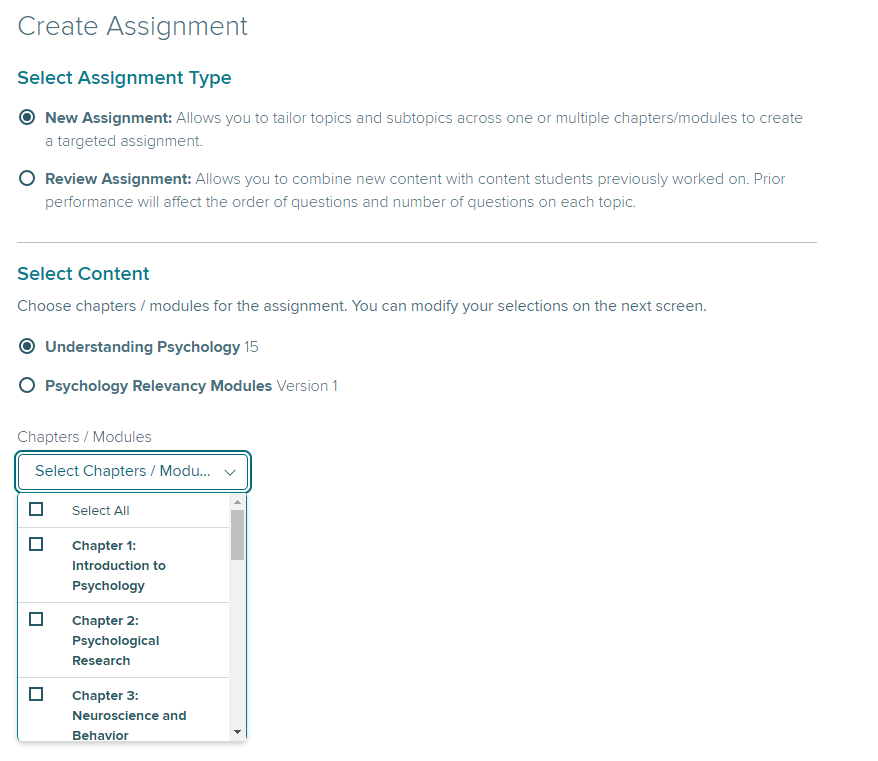 Create Assignment
Select Assignment Type
New Assignment: Allows you to tailor topics and subtopics across one or multiple chapters/modules to create
a targeted assignment.
Review Assignment: Allows you to combine new content with content students previously worked on. Prior
performance will affect the order of questions and number of questions on each topic.
Select Content
Choose chapters / modules for the assignment. You can modify your selections on the next screen.
Understanding Psychology 15
Psychology Relevancy Modules Version 1
Chapters / Modules
Select Chapters / Modu...
Select All
Chapter 1:
Introduction to
Psychology
Chapter 2:
Psychological
Research
Chapter 3:
Neuroscience and
Behavior